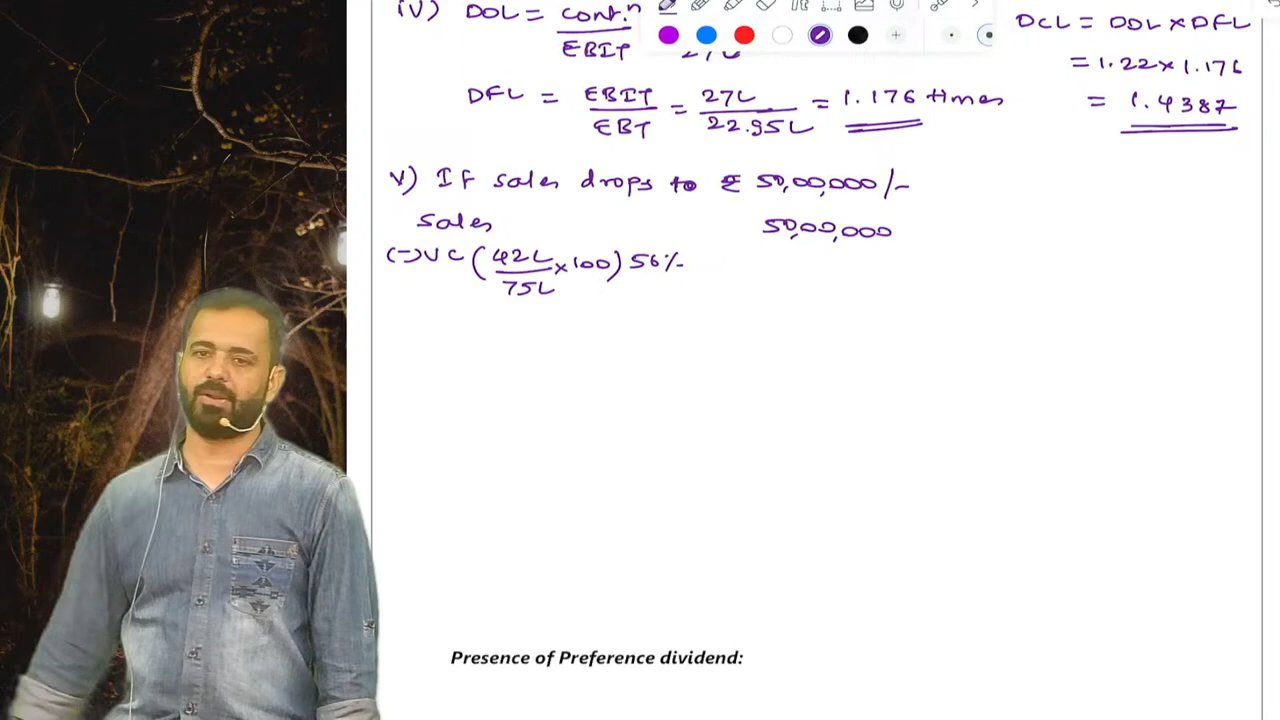 iv) DOL = cont.n / EBIT
DCL = DOL x DFL
= 1.22 x 1.176
= 1.4387
DFL = EBIT / EBT = 27L / 22.95L = 1.176 times
v) If sales drops to ₹ 50,00,000/-
sales 50,00,000
(-) VC (42L / 75L x 100) 56%
Presence of Preference dividend: